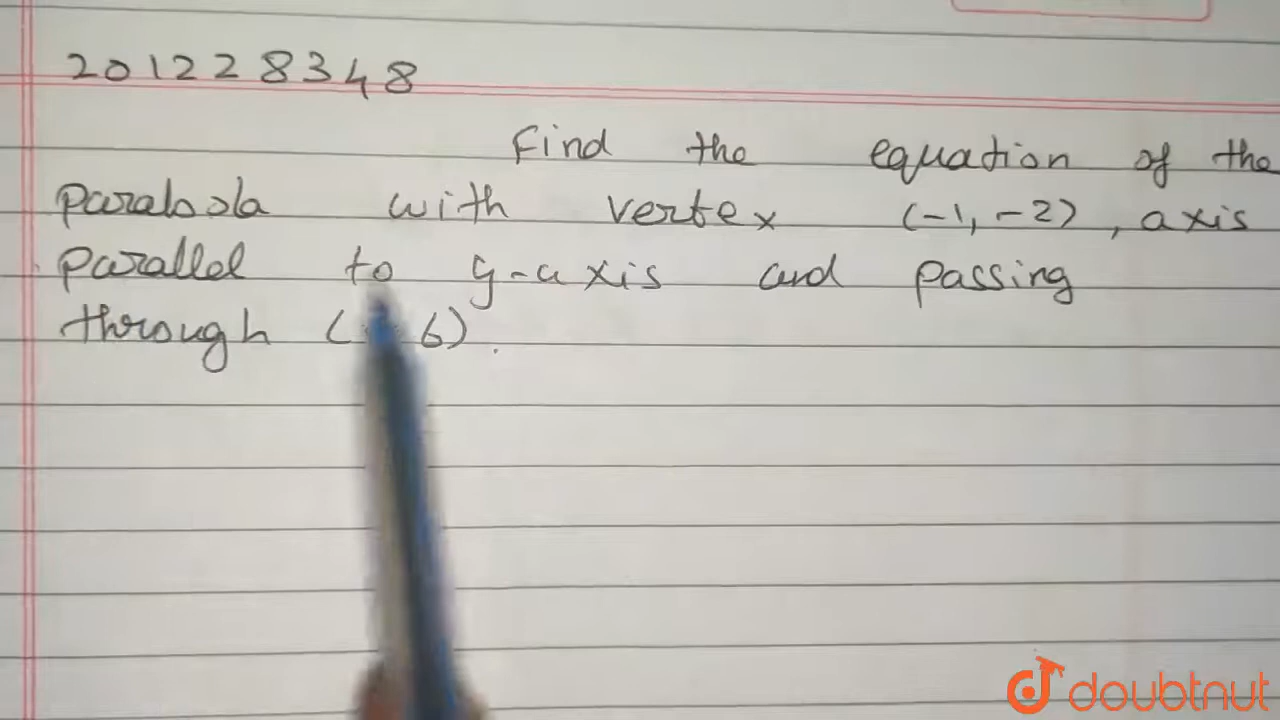 201228348
Find the equation of the
parabola with vertex (-1, -2), axis
parallel to y-axis and passing
through ( 6).
doubtnut